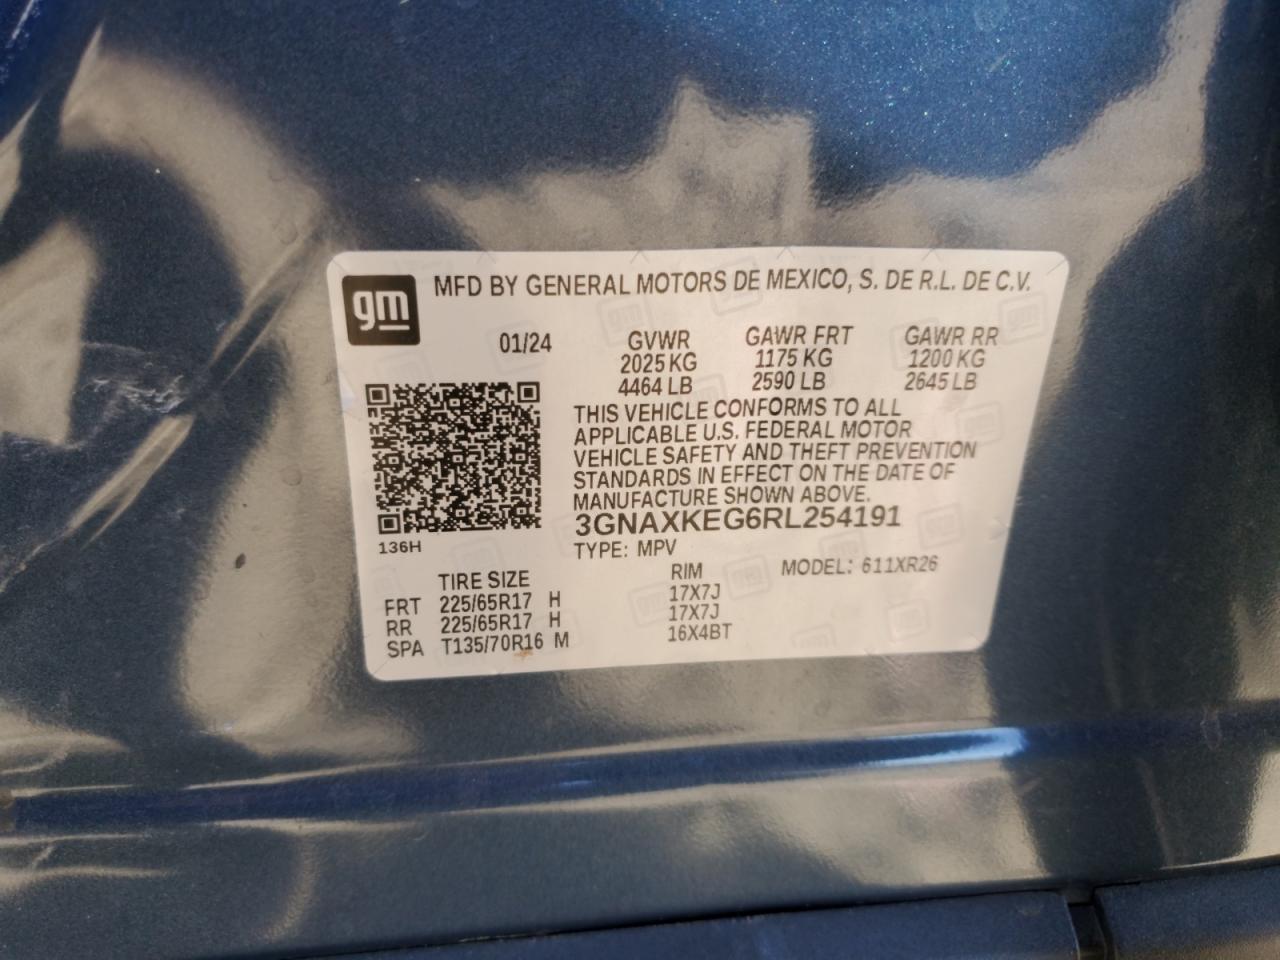 gm
MFD BY GENERAL MOTORS DE MEXICO, S. DE R.L. DE C.V.
01/24 GVWR GAWR FRT GAWR RR
2025 KG 1175 KG 1200 KG
4464 LB 2590 LB 2645 LB
THIS VEHICLE CONFORMS TO ALL
APPLICABLE U.S. FEDERAL MOTOR
VEHICLE SAFETY AND THEFT PREVENTION
STANDARDS IN EFFECT ON THE DATE OF
MANUFACTURE SHOWN ABOVE.
3GNAXKEG6RL254191
136H
TYPE: MPV MODEL: 611XR26
TIRE SIZE RIM
FRT 225/65R17 H 17X7J
RR 225/65R17 H 17X7J
SPA T135/70R16 M 16X4BT